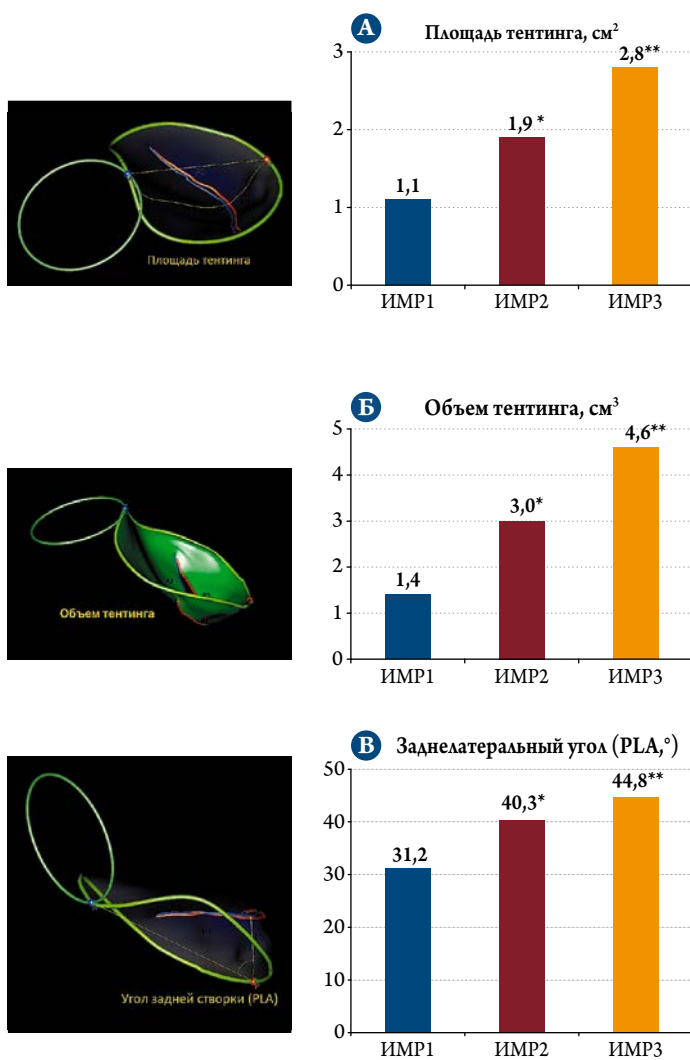 А Площадь тентинга, см²
3
2
1
0
1,1
1,9 *
2,8**
ИМР1 ИМР2 ИМР3
Площадь тентинга
Б Объем тентинга, см³
5
4
3
2
1
0
1,4
3,0*
4,6**
ИМР1 ИМР2 ИМР3
Объем тентинга
В Заднелатеральный угол (PLA,°)
50
40
30
20
10
0
31,2
40,3*
44,8**
ИМР1 ИМР2 ИМР3
Угол задней створки (PLA)